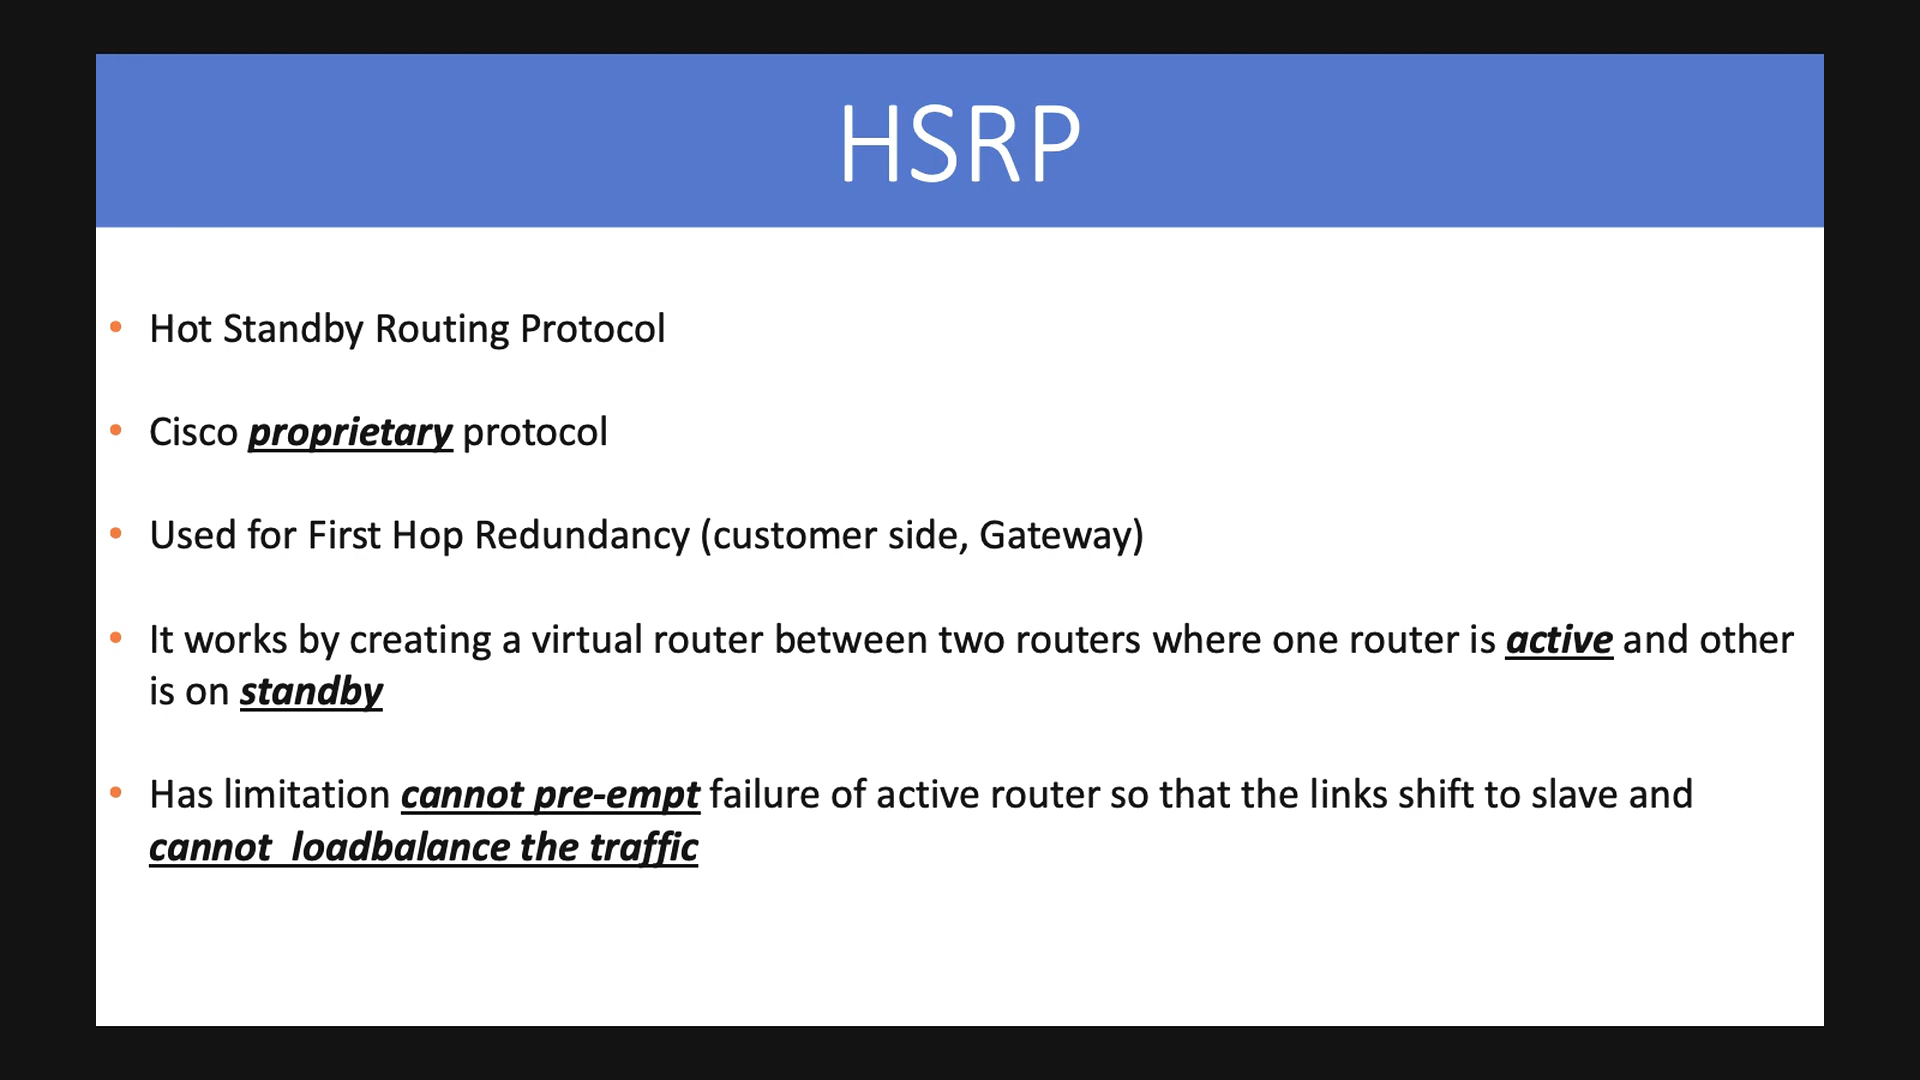 HSRP
• Hot Standby Routing Protocol
• Cisco proprietary protocol
• Used for First Hop Redundancy (customer side, Gateway)
• It works by creating a virtual router between two routers where one router is active and other
is on standby
• Has limitation cannot pre-empt failure of active router so that the links shift to slave and
cannot  loadbalance the traffic